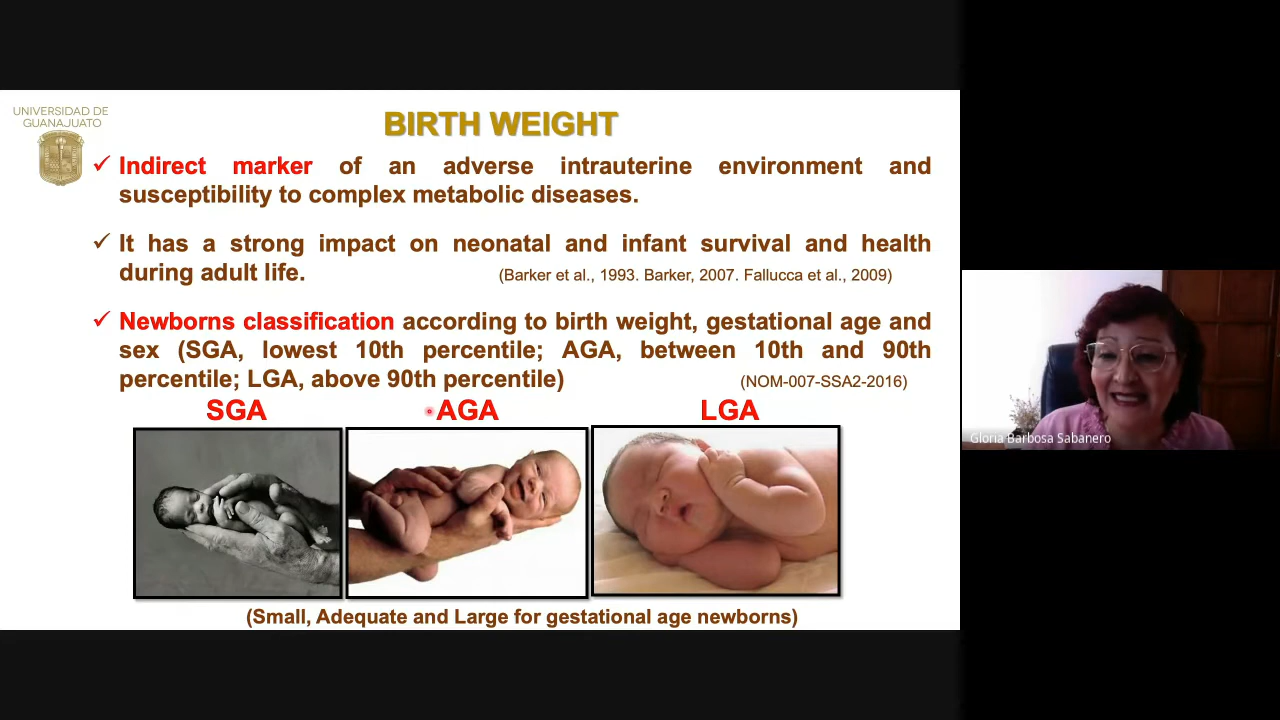 UNIVERSIDAD DE
GUANAJUATO
BIRTH WEIGHT
✓ Indirect marker of an adverse intrauterine environment and
susceptibility to complex metabolic diseases.
✓ It has a strong impact on neonatal and infant survival and health
during adult life. (Barker et al., 1993. Barker, 2007. Fallucca et al., 2009)
✓ Newborns classification according to birth weight, gestational age and
sex (SGA, lowest 10th percentile; AGA, between 10th and 90th
percentile; LGA, above 90th percentile) (NOM-007-SSA2-2016)
SGA AGA LGA
(Small, Adequate and Large for gestational age newborns)
Gloria Barbosa Sabanero